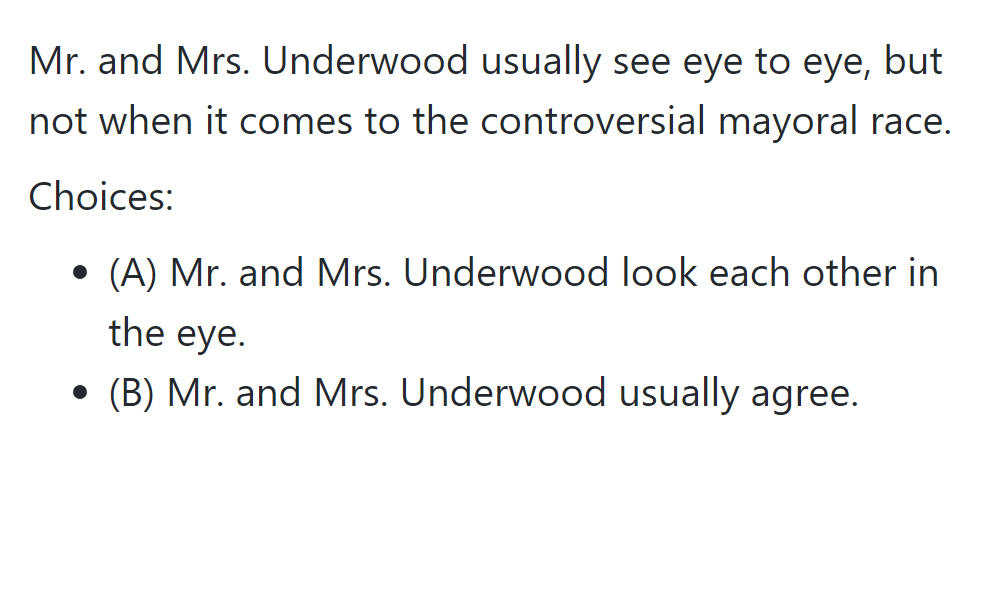 Mr. and Mrs. Underwood usually see eye to eye, but
not when it comes to the controversial mayoral race.
Choices:
• (A) Mr. and Mrs. Underwood look each other in
the eye.
• (B) Mr. and Mrs. Underwood usually agree.